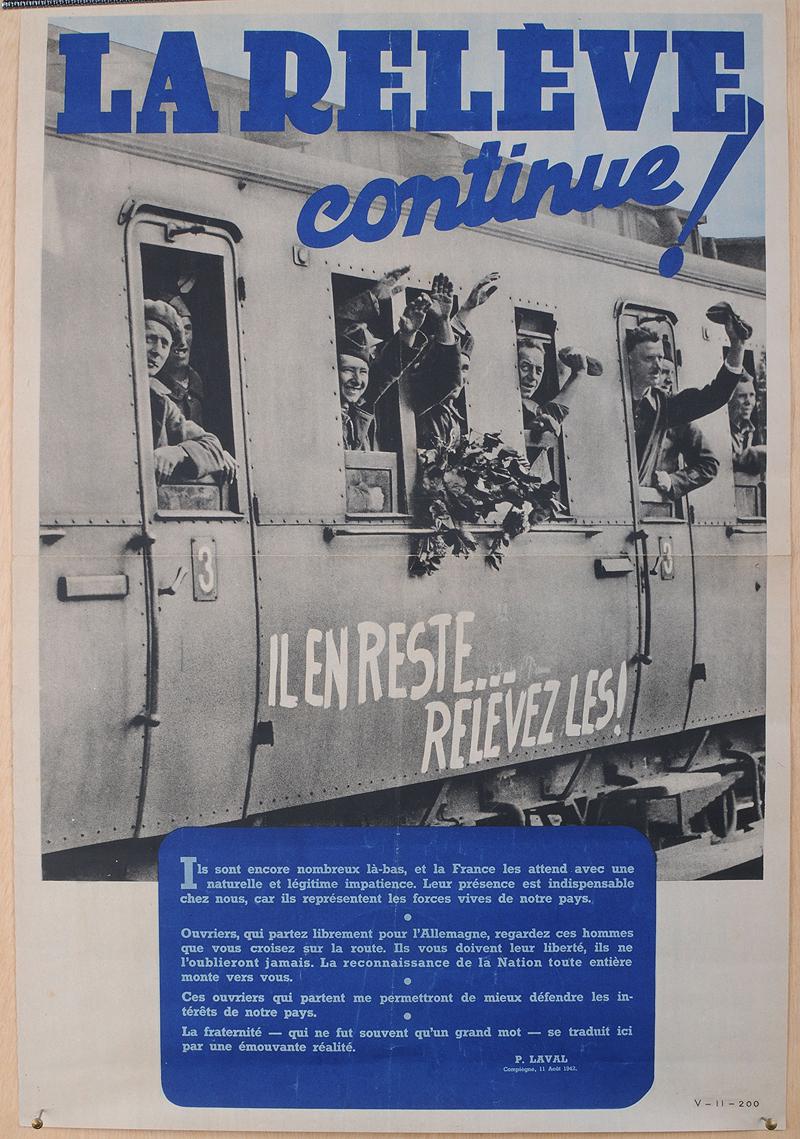 LA RELÈVE
continue!
3
3
IL EN RESTE...
RELEVEZ LES!
Ils sont encore nombreux là-bas, et la France les attend avec une
naturelle et légitime impatience. Leur présence est indispensable
chez nous, car ils représentent les forces vives de notre pays.
•
Ouvriers, qui partez librement pour l'Allemagne, regardez ces hommes
que vous croisez sur la route. Ils vous doivent leur liberté, ils ne
l'oublieront jamais. La reconnaissance de la Nation toute entière
monte vers vous.
•
Ces ouvriers qui partent me permettront de mieux défendre les in-
térêts de notre pays.
•
La fraternité — qui ne fut souvent qu'un grand mot — se traduit ici
par une émouvante réalité.
P. LAVAL
Compiègne, 11 Août 1942.
V-11-200